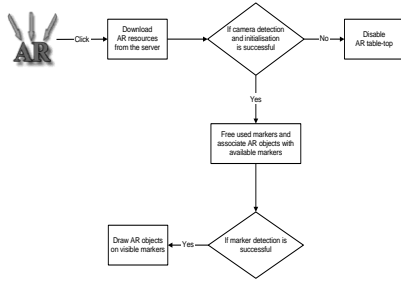 AR
Click
Download
AR resources
from the server
If camera detection
and initialisation
is successful
No
Disable
AR table-top
Yes
Free used markers and
associate AR objects with
available markers
If marker detection is
successful
Yes
Draw AR objects
on visible markers